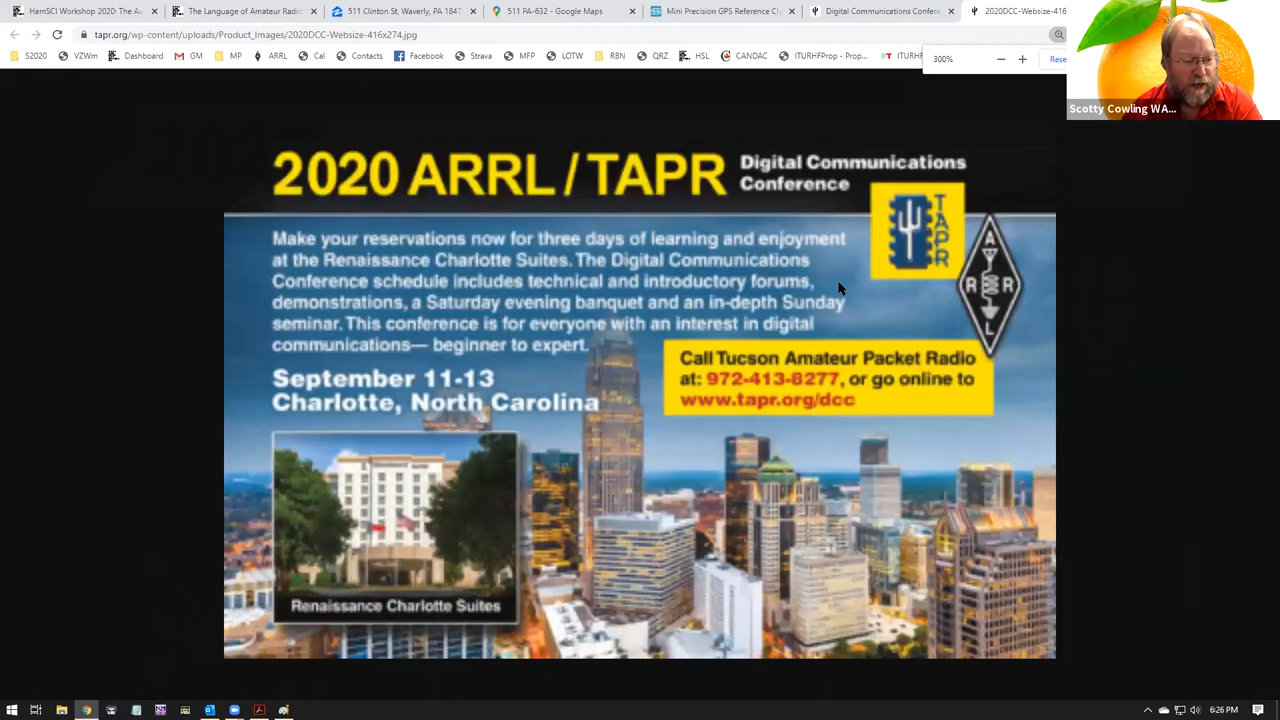 HamSCI Workshop 2020: The Au
The Language of Amateur Radio
511 Clinton St, Waverly, PA 1847
511 PA-632 - Google Maps
Mini Precision GPS Reference Cl
Digital Communications Confere
2020DCC-Websize-416
tapr.org/wp-content/uploads/Product_Images/2020DCC-Websize-416x274.jpg
S2020 VZWm Dashboard GM MP ARRL Cal Contacts Facebook Strava MFP LOTW RBN QRZ HSL CANDAC ITURHFProp - Prop... ITURHF
300% Rese
Scotty Cowling WA...
2020 ARRL / TAPR
Digital Communications
Conference
TAPR
ARRL
Make your reservations now for three days of learning and enjoyment
at the Renaissance Charlotte Suites. The Digital Communications
Conference schedule includes technical and introductory forums,
demonstrations, a Saturday evening banquet and an in-depth Sunday
seminar. This conference is for everyone with an interest in digital
communications— beginner to expert.
September 11-13
Charlotte, North Carolina
Call Tucson Amateur Packet Radio
at: 972-413-8277, or go online to
www.tapr.org/dcc
Renaissance Charlotte Suites
6:26 PM